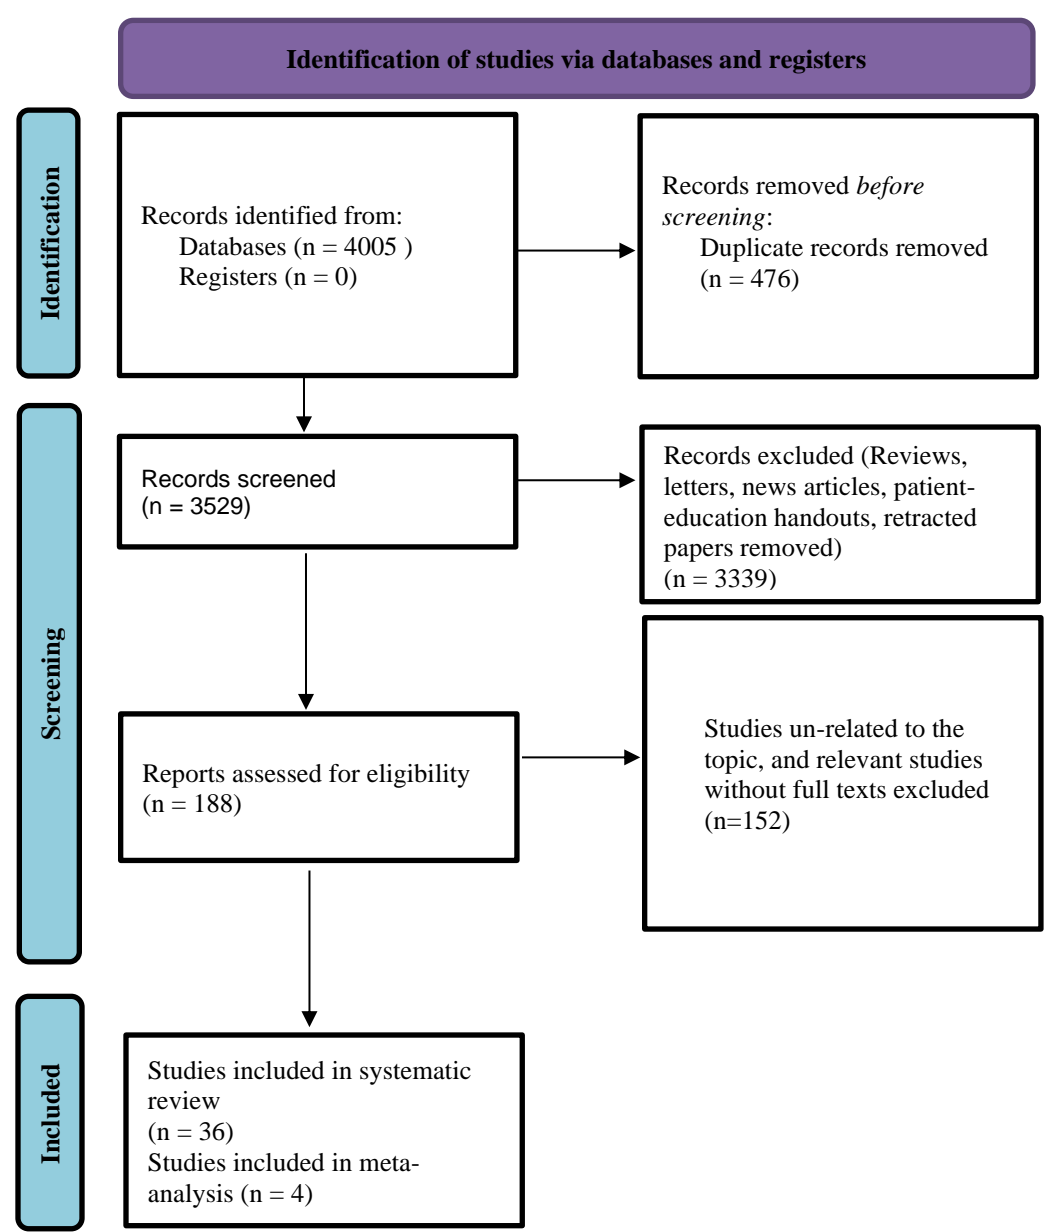 Identification of studies via databases and registers
Identification
Records identified from:
Databases (n = 4005 )
Registers (n = 0)
Records removed before
screening:
Duplicate records removed
(n = 476)
Screening
Records screened
(n = 3529)
Records excluded (Reviews,
letters, news articles, patient-
education handouts, retracted
papers removed)
(n = 3339)
Reports assessed for eligibility
(n = 188)
Studies un-related to the
topic, and relevant studies
without full texts excluded
(n=152)
Included
Studies included in systematic
review
(n = 36)
Studies included in meta-
analysis (n = 4)